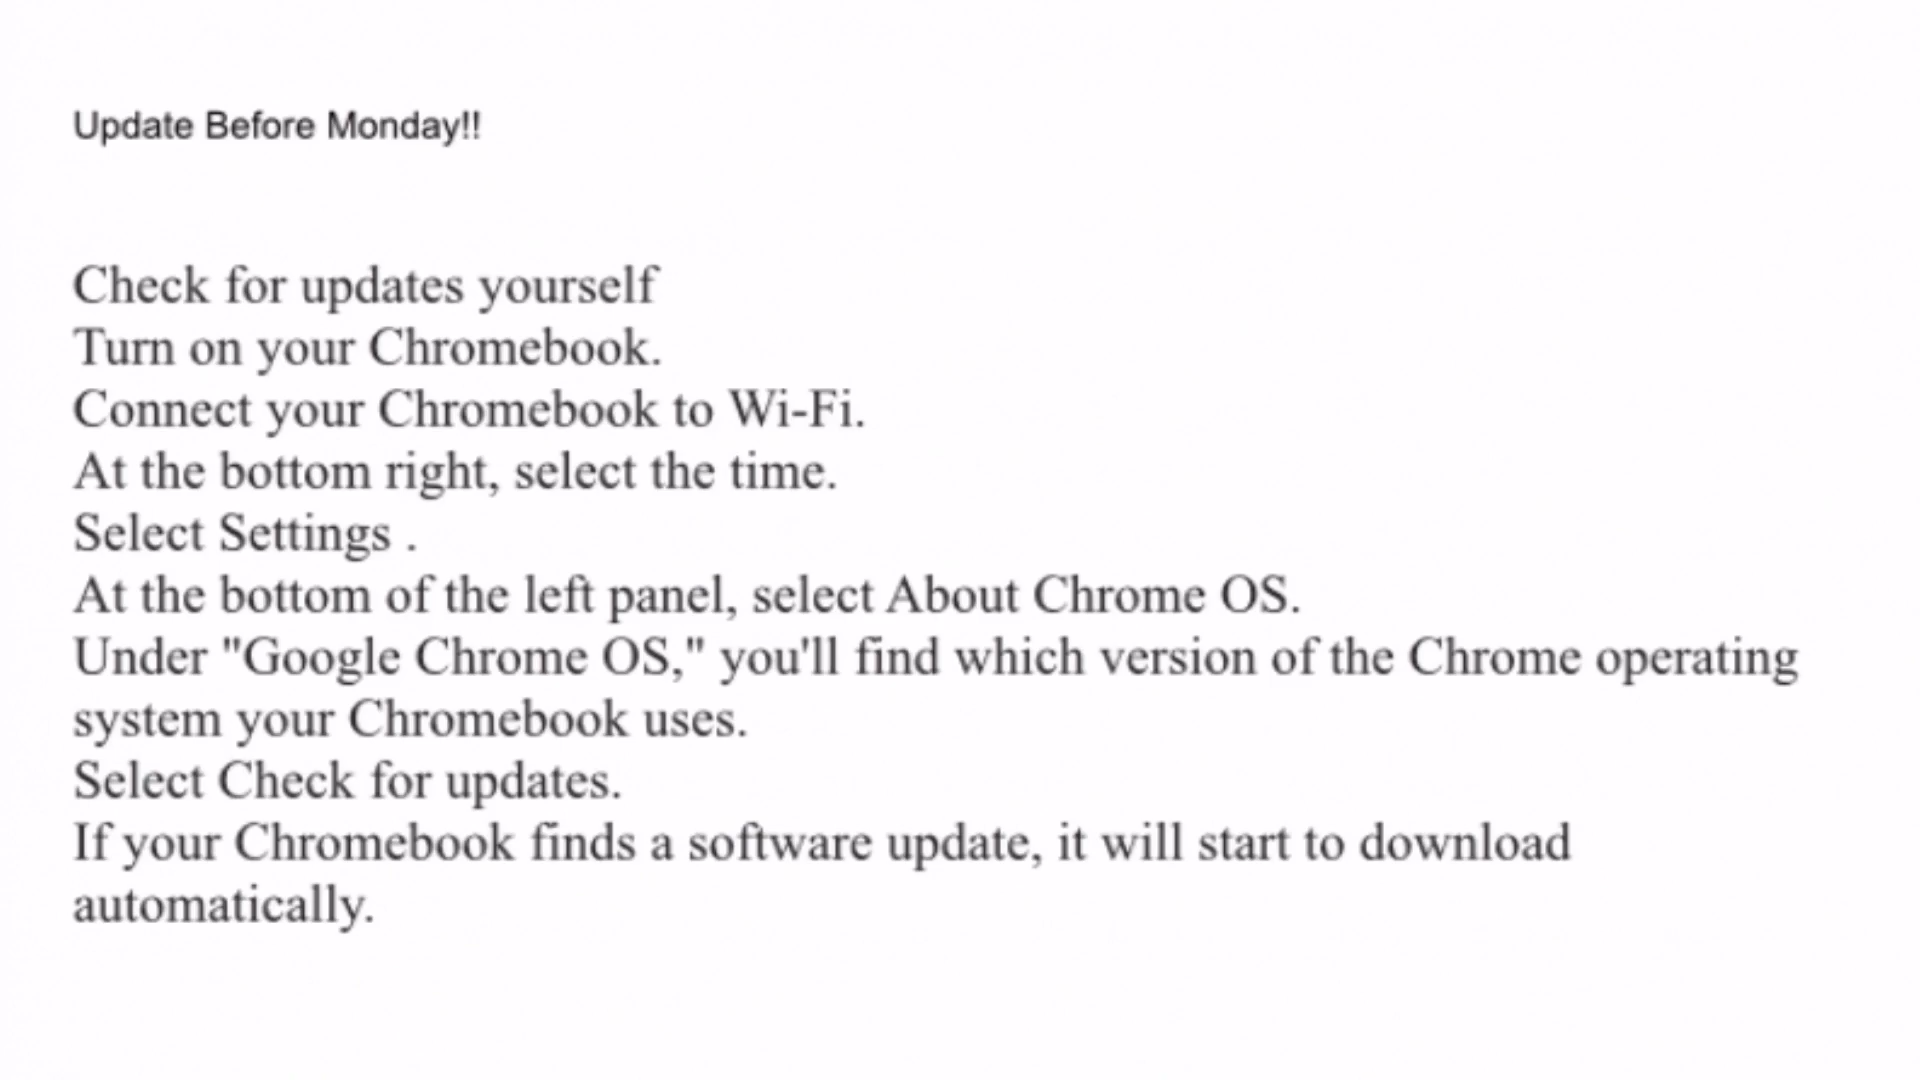 Update Before Monday!!
Check for updates yourself
Turn on your Chromebook.
Connect your Chromebook to Wi-Fi.
At the bottom right, select the time.
Select Settings .
At the bottom of the left panel, select About Chrome OS.
Under "Google Chrome OS," you'll find which version of the Chrome operating
system your Chromebook uses.
Select Check for updates.
If your Chromebook finds a software update, it will start to download
automatically.